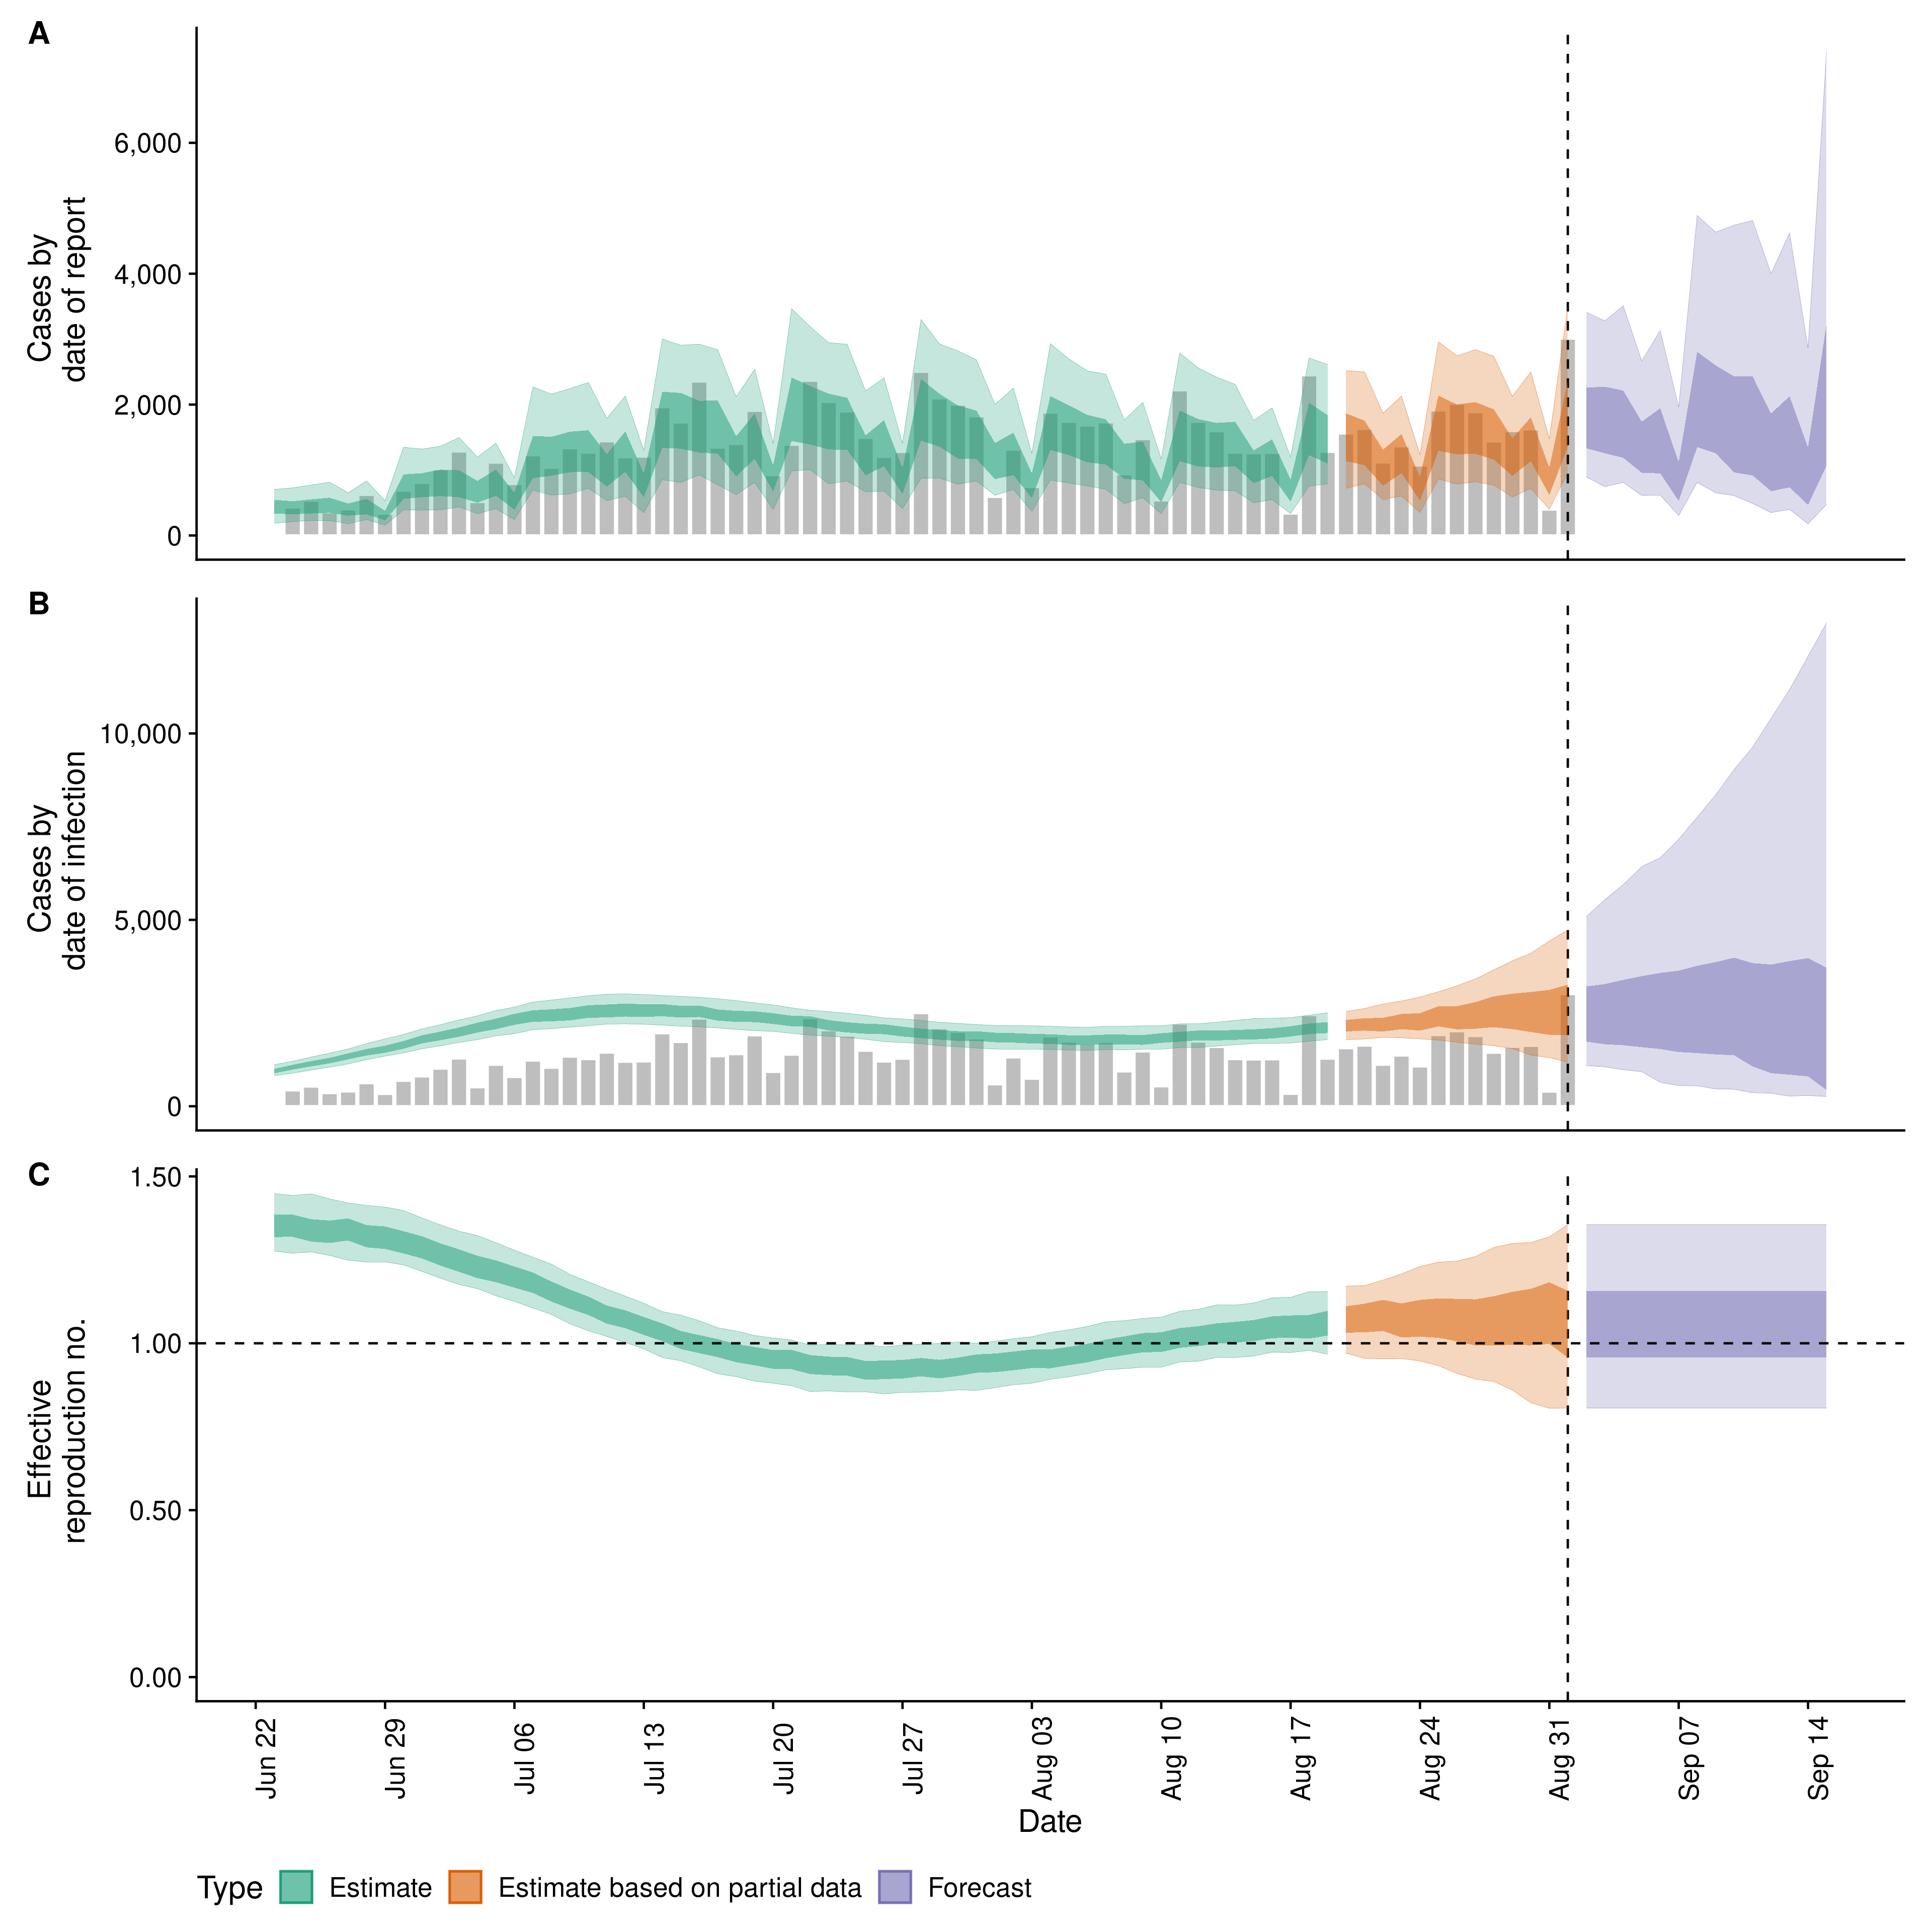 A
6,000
4,000
2,000
0
Cases by
date of report
B
10,000
5,000
0
Cases by
date of infection
C
1.50
1.00
0.50
0.00
Effective
reproduction no.
Jun 22
Jun 29
Jul 06
Jul 13
Jul 20
Jul 27
Aug 03
Aug 10
Aug 17
Aug 24
Aug 31
Sep 07
Sep 14
Date
Type Estimate Estimate based on partial data Forecast